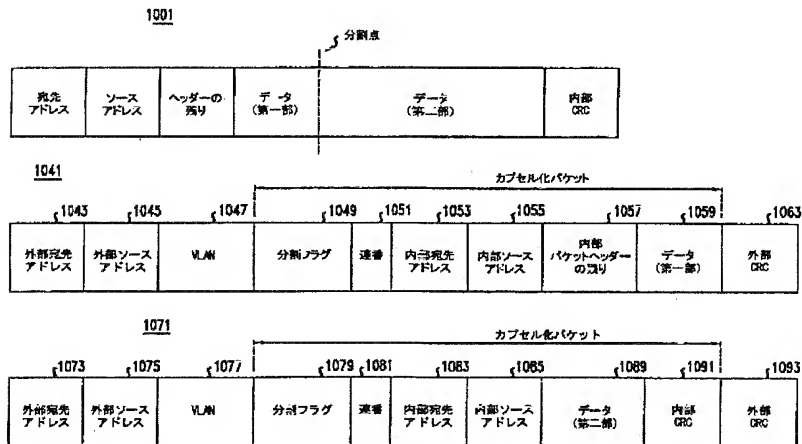 1001
分割点
宛先
アドレス
ソース
アドレス
ヘッダーの
残り
データ
(第一部)
データ
(第二部)
内部
CRC
1041
カプセル化パケット
1043
1045
1047
1049
1051
1053
1055
1057
1059
1063
外部宛先
アドレス
外部ソース
アドレス
VLAN
分割フラグ
連番
内部宛先
アドレス
内部ソース
アドレス
内部
パケットヘッダー
の残り
データ
(第一部)
外部
CRC
1071
カプセル化パケット
1073
1075
1077
1079
1081
1083
1085
1089
1091
1093
外部宛先
アドレス
外部ソース
アドレス
VLAN
分割フラグ
連番
内部宛先
アドレス
内部ソース
アドレス
データ
(第二部)
内部
CRC
外部
CRC